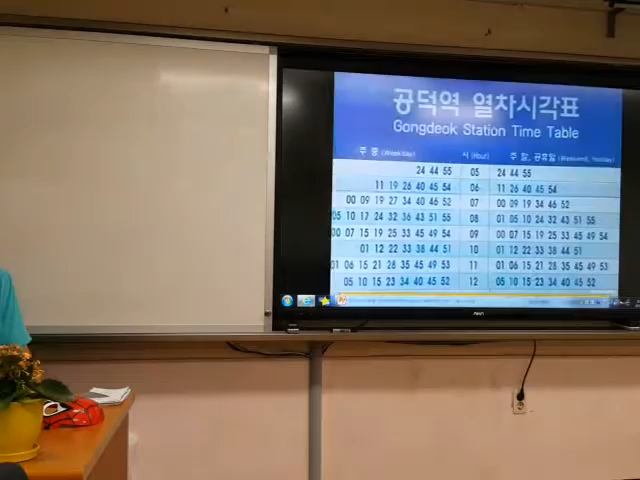 공덕역 열차시각표
Gongdeok Station Time Table
주 중 (Weekday) 시 (Hour) 주 말, 공휴일 (Weekend, Holiday)
24 44 55 05 24 44 55
11 19 26 40 45 54 06 11 26 40 45 54
00 09 19 27 34 40 46 52 07 00 09 19 34 46 52
05 10 17 24 32 36 43 51 55 08 01 05 10 24 32 43 51 55
00 07 15 19 25 33 45 49 54 09 00 07 15 19 25 33 45 49 54
01 12 22 33 38 44 51 10 01 12 22 33 38 44 51
01 06 15 21 28 35 45 49 53 11 01 06 15 21 28 35 45 49 53
05 10 15 23 34 40 45 52 12 05 10 15 23 34 40 45 52